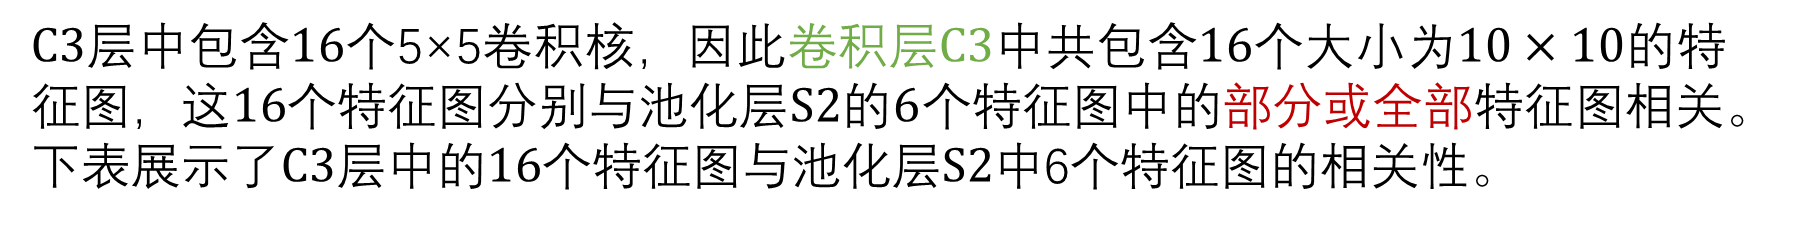 C3层中包含16个5×5卷积核，因此卷积层C3中共包含16个大小为10 × 10的特
征图，这16个特征图分别与池化层S2的6个特征图中的部分或全部特征图相关。
下表展示了C3层中的16个特征图与池化层S2中6个特征图的相关性。